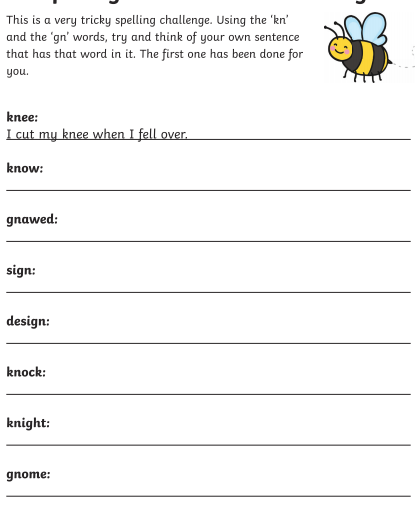 This is a very tricky spelling challenge. Using the ‘kn’
and the ‘gn’ words, try and think of your own sentence
that has that word in it. The first one has been done for
you.
knee:
I cut my knee when I fell over.
know:
gnawed:
sign:
design:
knock:
knight:
gnome: